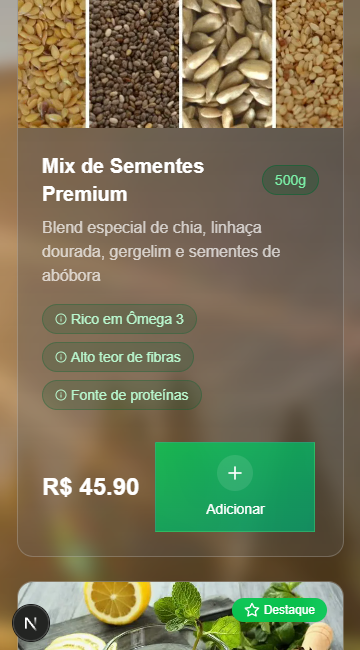 Mix de Sementes
Premium
500g
Blend especial de chia, linhaça
dourada, gergelim e sementes de
abóbora
Rico em Ômega 3
Alto teor de fibras
Fonte de proteínas
R$ 45.90
Adicionar
Destaque
N